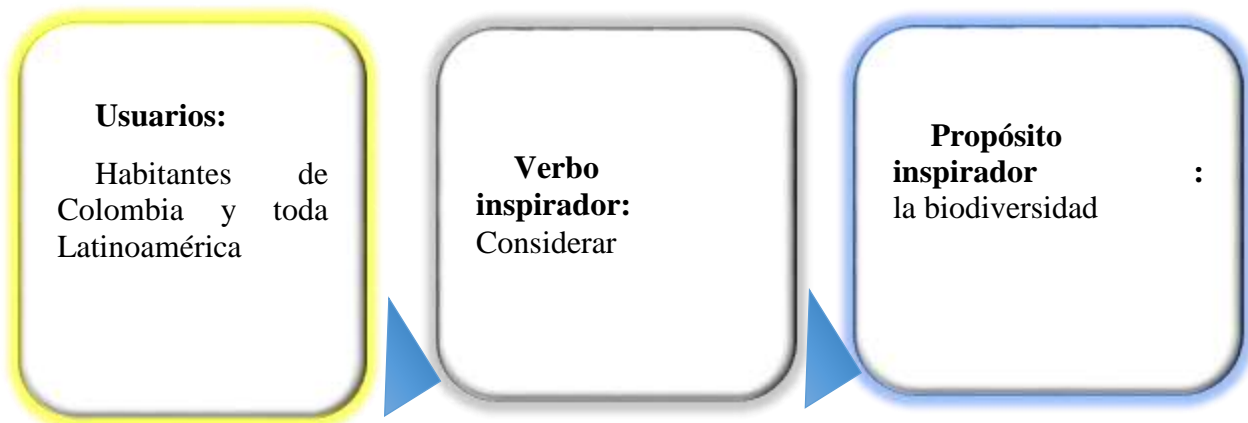 Usuarios:
Habitantes de
Colombia y toda
Latinoamérica
Verbo
inspirador:
Considerar
Propósito
inspirador :
la biodiversidad